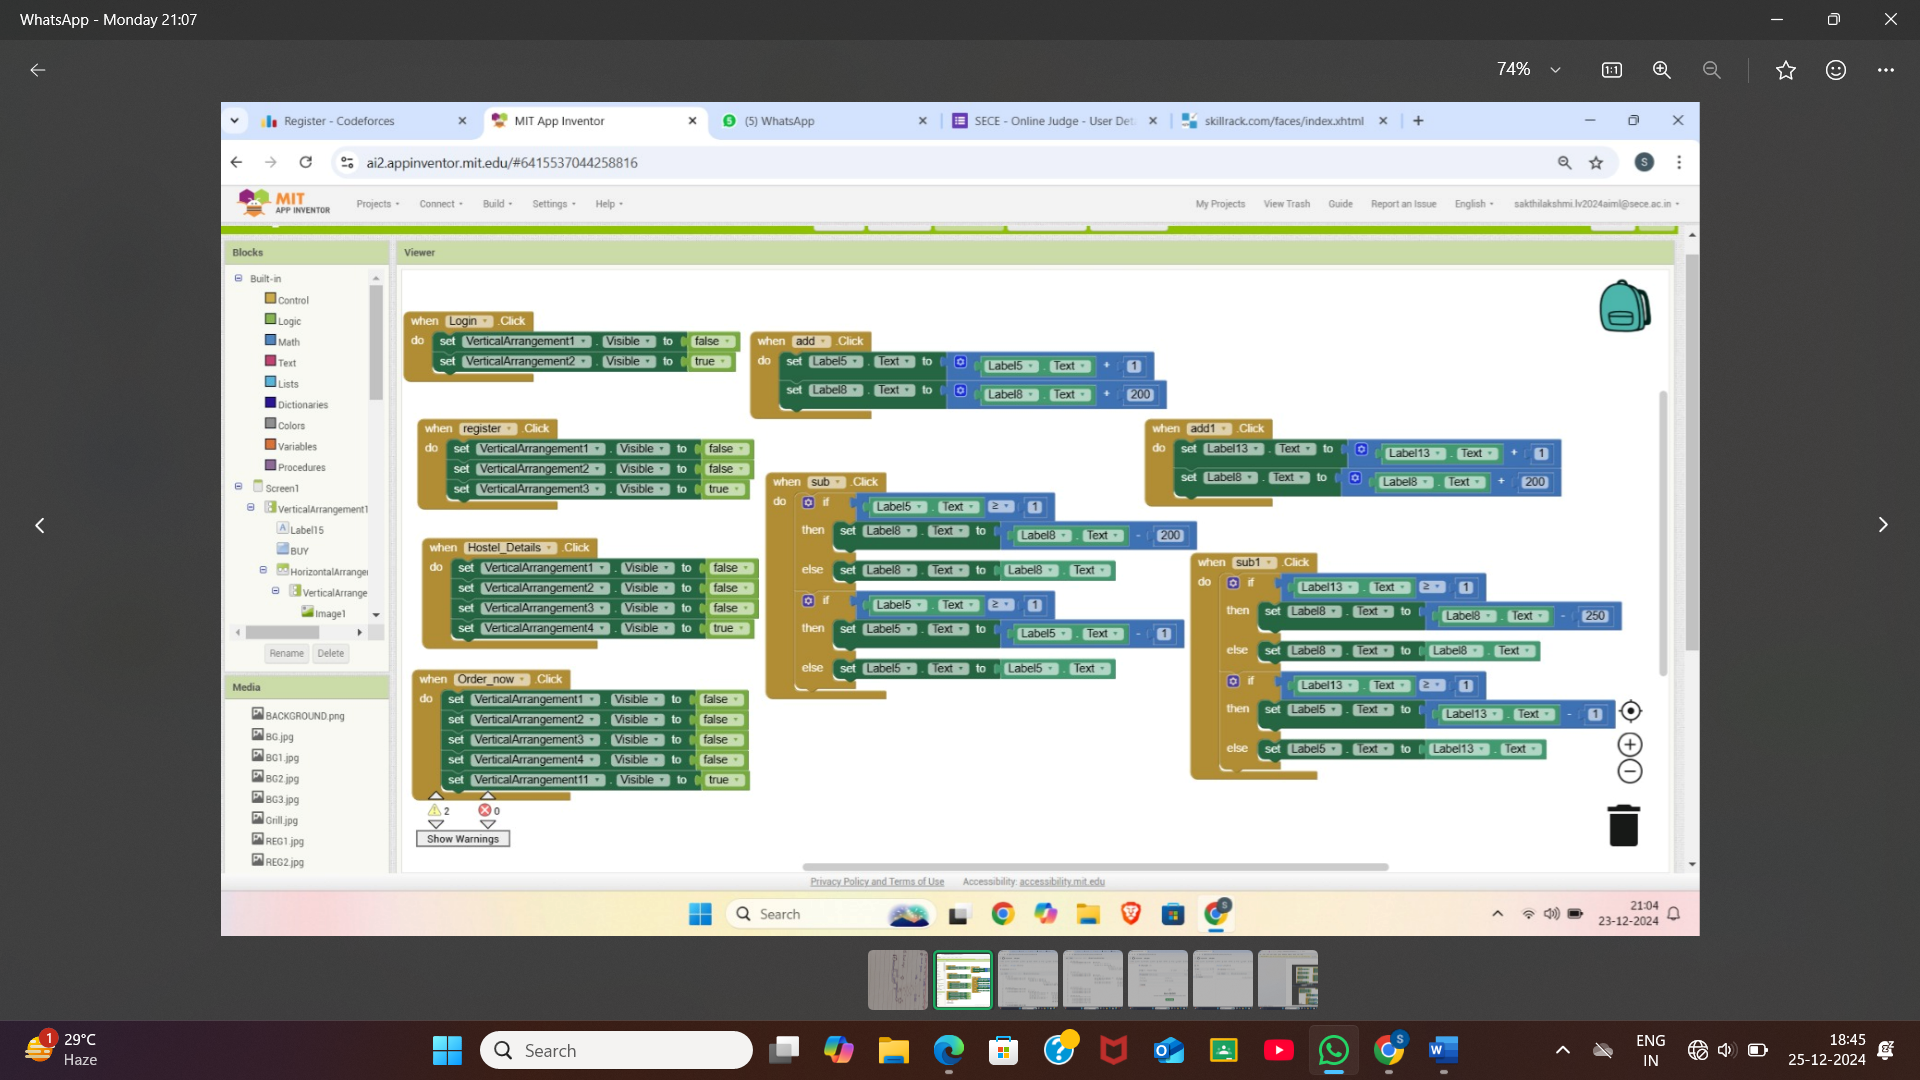 WhatsApp - Monday 21:07
74%
Register - Codeforces
MIT App Inventor
(5) WhatsApp
SECE - Online Judge - User Det
skillrack.com/faces/index.xhtml
ai2.appinventor.mit.edu/#6415537044258816
S
MIT
APP INVENTOR
Projects
Connect
Build
Settings
Help
My Projects
View Trash
Guide
Report an Issue
English
sakthilakshmi.lv2024aiml@sece.ac.in
Blocks
Built-in
Control
Logic
Math
Text
Lists
Dictionaries
Colors
Variables
Procedures
Screen1
VerticalArrangement1
Label15
BUY
HorizontalArranger
VerticalArrange
Image1
Rename
Delete
Media
BACKGROUND.png
BG.jpg
BG1.jpg
BG2.jpg
BG3.jpg
Grill.jpg
REG1.jpg
REG2.jpg
Viewer
when Login .Click
do set VerticalArrangement1 . Visible to false
set VerticalArrangement2 . Visible to true
when register .Click
do set VerticalArrangement1 . Visible to false
set VerticalArrangement2 . Visible to false
set VerticalArrangement3 . Visible to true
when Hostel_Details .Click
do set VerticalArrangement1 . Visible to false
set VerticalArrangement2 . Visible to false
set VerticalArrangement3 . Visible to false
set VerticalArrangement4 . Visible to true
when Order_now .Click
do set VerticalArrangement1 . Visible to false
set VerticalArrangement2 . Visible to false
set VerticalArrangement3 . Visible to false
set VerticalArrangement4 . Visible to false
set VerticalArrangement11 . Visible to true
2
0
Show Warnings
when add .Click
do set Label5 . Text to Label5 . Text + 1
set Label8 . Text to Label8 . Text + 200
when sub .Click
do if Label5 . Text ≥ 1
then set Label8 . Text to Label8 . Text - 200
else set Label8 . Text to Label8 . Text
if Label5 . Text ≥ 1
then set Label5 . Text to Label5 . Text - 1
else set Label5 . Text to Label5 . Text
when add1 .Click
do set Label13 . Text to Label13 . Text + 1
set Label8 . Text to Label8 . Text + 200
when sub1 .Click
do if Label13 . Text ≥ 1
then set Label8 . Text to Label8 . Text - 250
else set Label8 . Text to Label8 . Text
if Label13 . Text ≥ 1
then set Label5 . Text to Label13 . Text - 1
else set Label5 . Text to Label13 . Text
Privacy Policy and Terms of Use
Accessibility: accessibility.mit.edu
Search
S
21:04
23-12-2024
1
29°C
Haze
Search
S
ENG
IN
18:45
25-12-2024